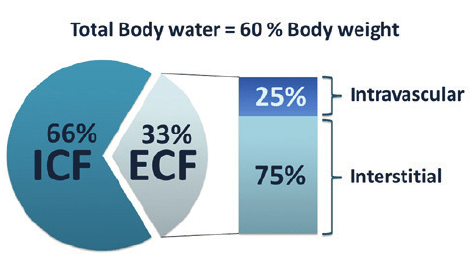 Total Body water = 60 % Body weight
66%
ICF
33%
ECF
25%
Intravascular
75%
Interstitial